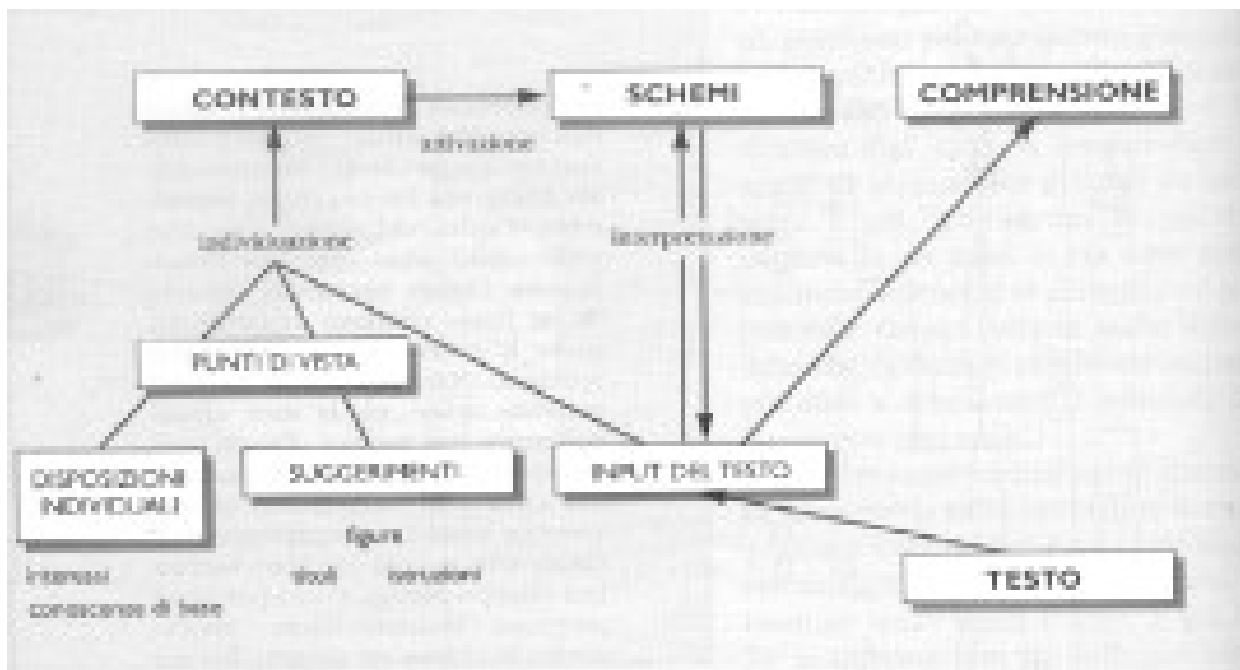 CONTESTO
SCHEMI
COMPRENSIONE
attivazione
individuazione
Interpretazione
PUNTI DI VISTA
DISPOSIZIONI
INDIVIDUALI
SUGGERIMENTI
INPUT DEL TESTO
figure
Interessi
titoli
istruzioni
conoscenze di base
TESTO